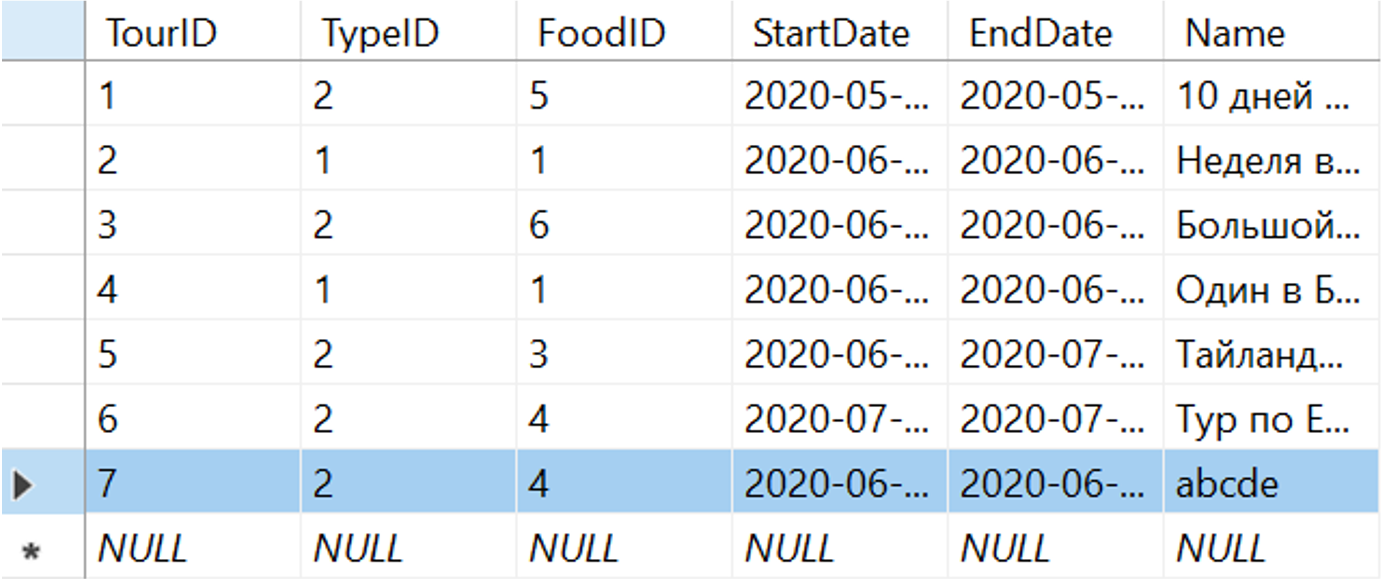 TourID TypeID FoodID StartDate EndDate Name
1 2 5 2020-05-... 2020-05-... 10 дней ...
2 1 1 2020-06-... 2020-06-... Неделя в...
3 2 6 2020-06-... 2020-06-... Большой...
4 1 1 2020-06-... 2020-06-... Один в Б...
5 2 3 2020-06-... 2020-07-... Тайланд...
6 2 4 2020-07-... 2020-07-... Тур по Е...
7 2 4 2020-06-... 2020-06-... abcde
* NULL NULL NULL NULL NULL NULL